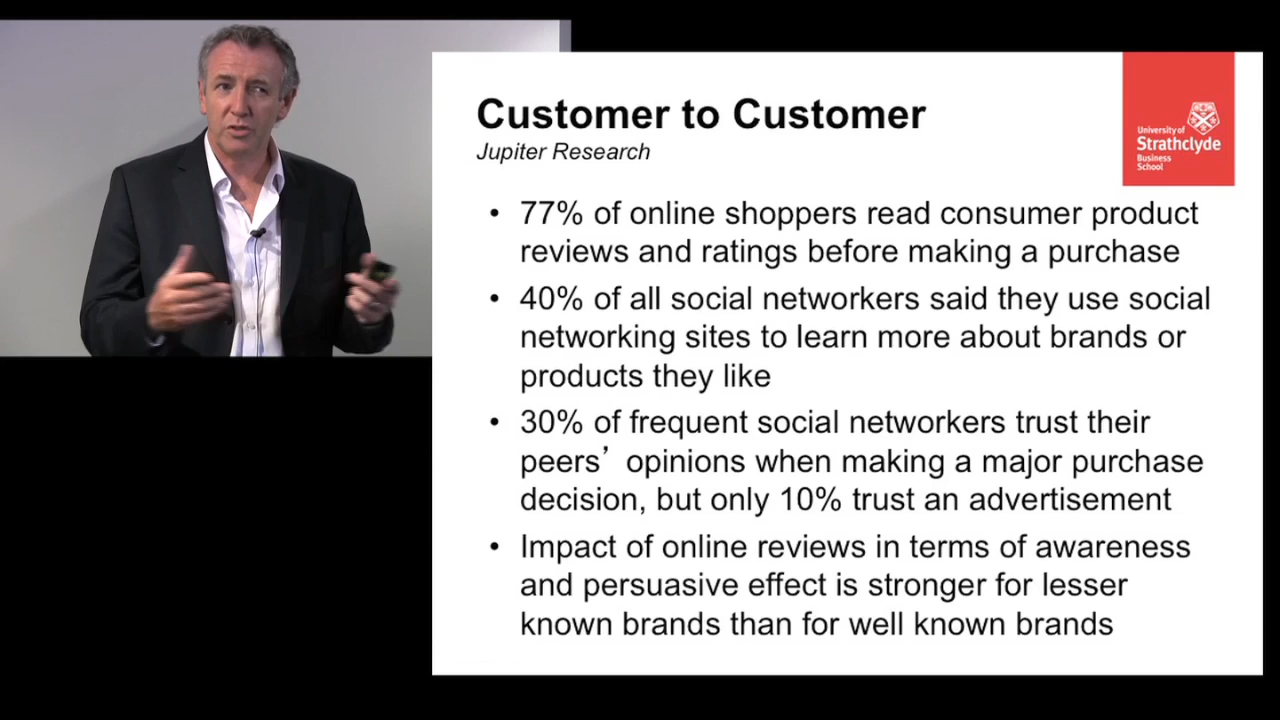 Customer to Customer
Jupiter Research
University of
Strathclyde
Business
School
• 77% of online shoppers read consumer product
reviews and ratings before making a purchase
• 40% of all social networkers said they use social
networking sites to learn more about brands or
products they like
• 30% of frequent social networkers trust their
peers’ opinions when making a major purchase
decision, but only 10% trust an advertisement
• Impact of online reviews in terms of awareness
and persuasive effect is stronger for lesser
known brands than for well known brands